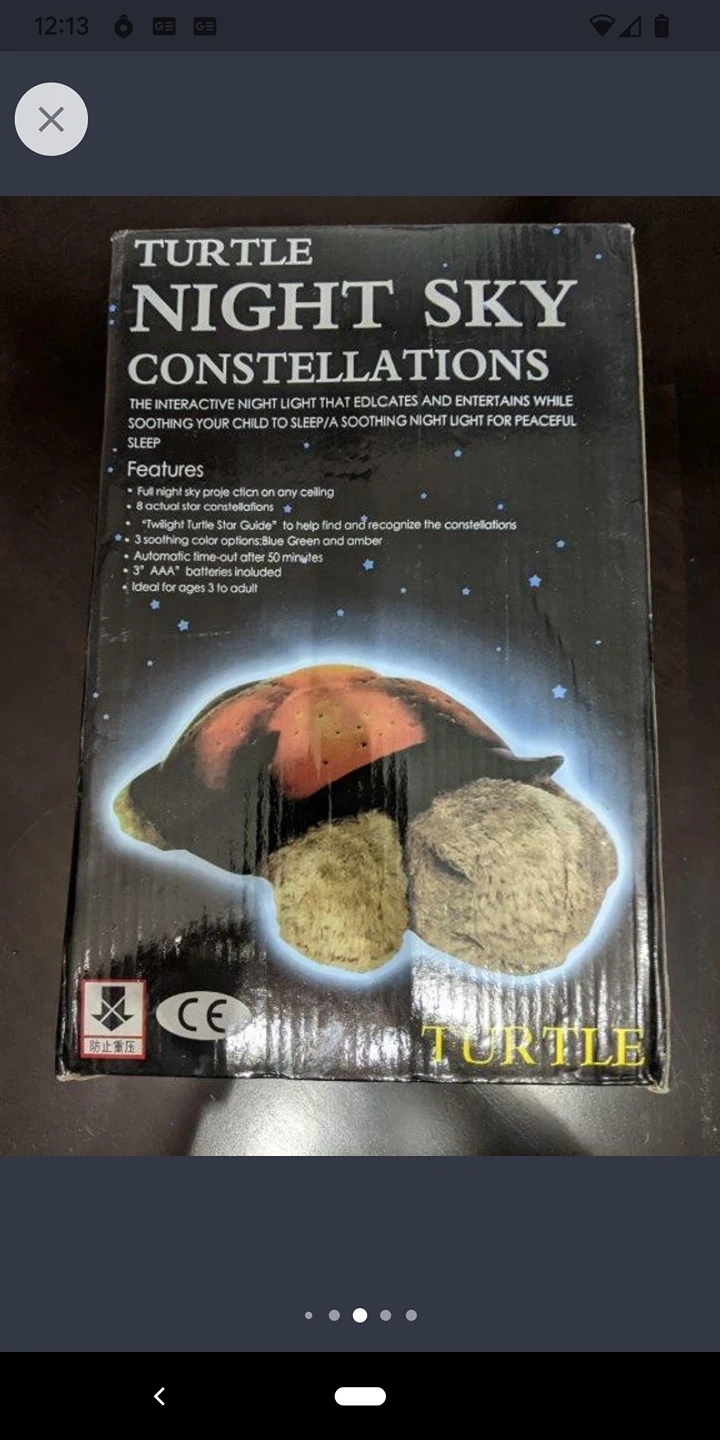 12:13
GE GE
TURTLE
NIGHT SKY
CONSTELLATIONS
THE INTERACTIVE NIGHT LIGHT THAT EDLCATES AND ENTERTAINS WHILE
SOOTHING YOUR CHILD TO SLEEP/A SOOTHING NIGHT LIGHT FOR PEACEFUL
SLEEP
Features
• Full night sky proje cticn on any ceiling
• 8 actual star constellations
• "Twilight Turtle Star Guide" to help find and recognize the constellations
• 3 soothing color options:Blue Green and amber
• Automatic time-out after 50 minutes
• 3" AAA" batteries included
• Ideal for ages 3 to adult
防止重压
CE
TURTLE